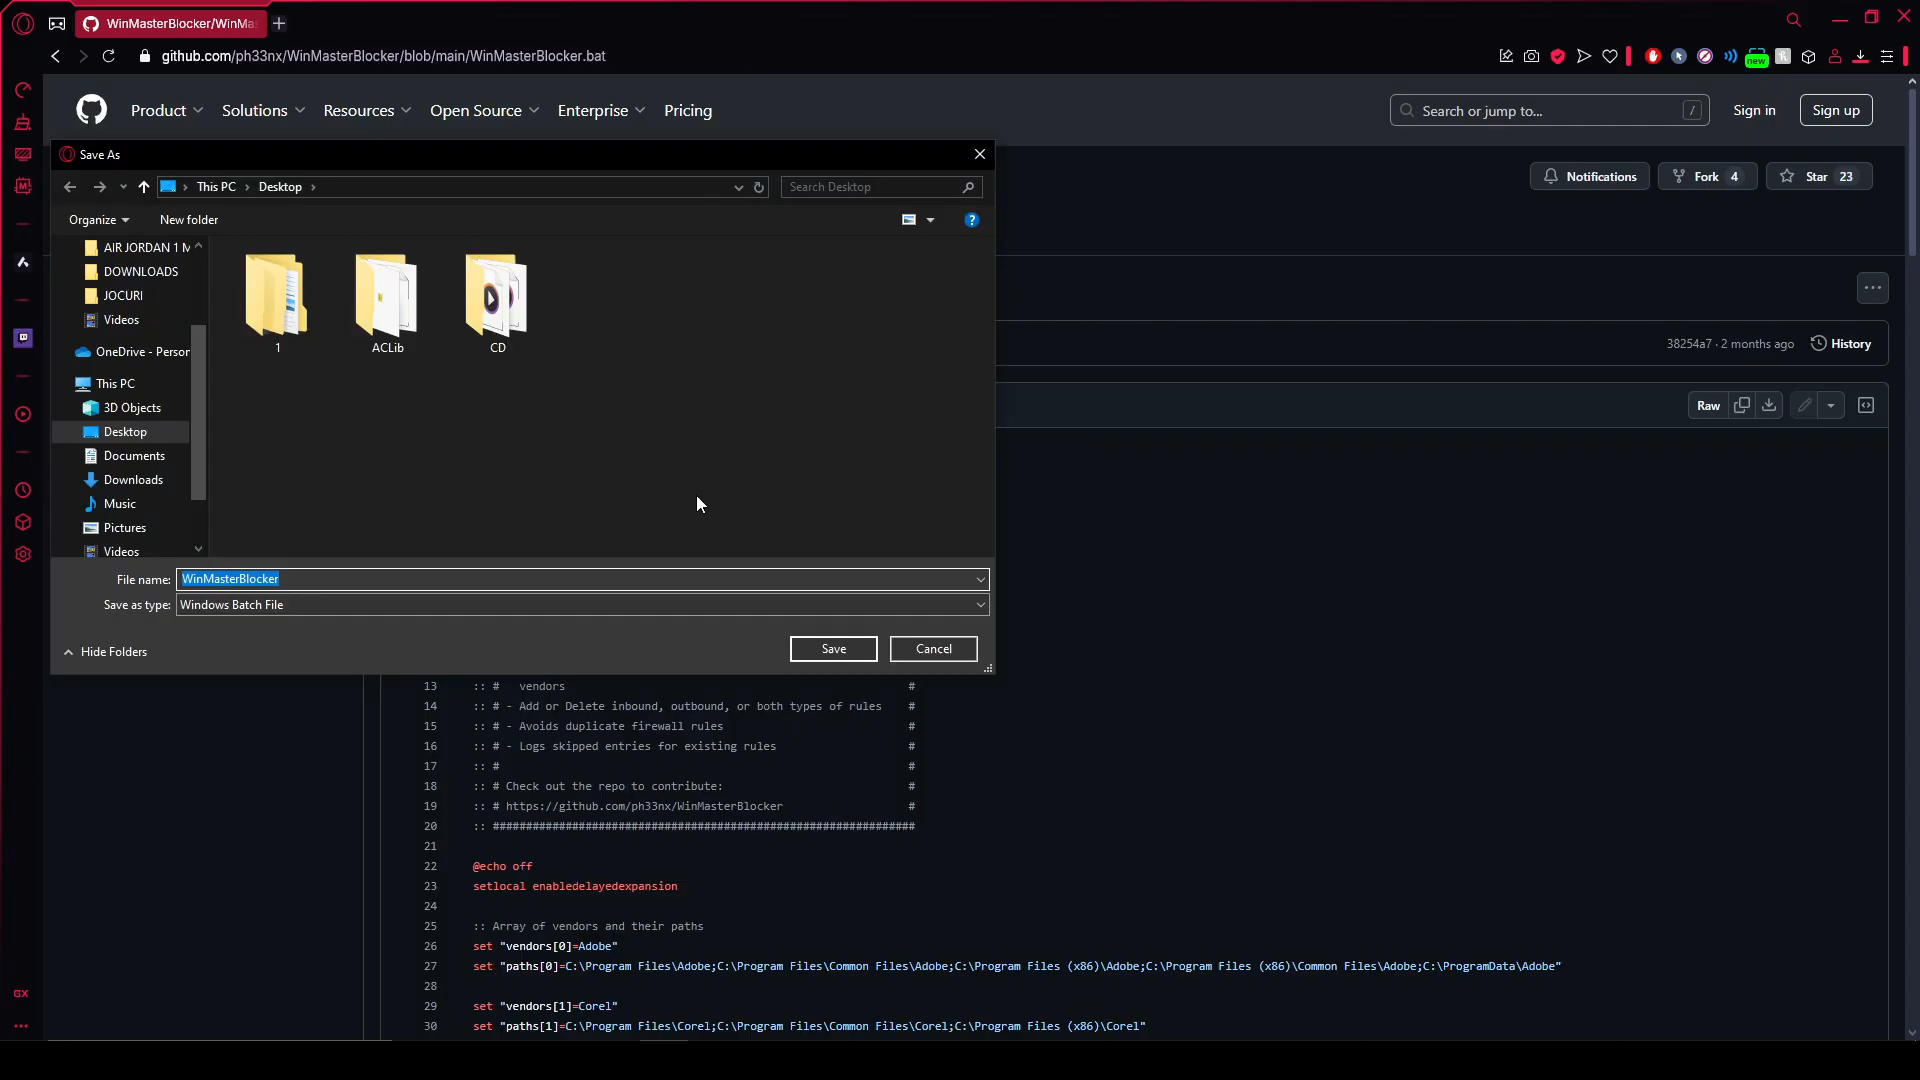 WinMasterBlocker/WinMa
github.com/ph33nx/WinMasterBlocker/blob/main/WinMasterBlocker.bat
new
Product
Solutions
Resources
Open Source
Enterprise
Pricing
Search or jump to...
/
Sign in
Sign up
Save As
This PC
Desktop
Search Desktop
Notifications
Fork 4
Star 23
Organize
New folder
?
AIR JORDAN 1 M
DOWNLOADS
JOCURI
Videos
OneDrive - Person
This PC
3D Objects
Desktop
Documents
Downloads
Music
Pictures
Videos
1
ACLib
CD
38254a7 · 2 months ago
History
Raw
File name: WinMasterBlocker
Save as type: Windows Batch File
Hide Folders
Save
Cancel
13 :: #   vendors #
14 :: # - Add or Delete inbound, outbound, or both types of rules #
15 :: # - Avoids duplicate firewall rules #
16 :: # - Logs skipped entries for existing rules #
17 :: # #
18 :: # Check out the repo to contribute: #
19 :: # https://github.com/ph33nx/WinMasterBlocker #
20 :: ################################################################
21
22 @echo off
23 setlocal enabledelayedexpansion
24
25 :: Array of vendors and their paths
26 set "vendors[0]=Adobe"
27 set "paths[0]=C:\Program Files\Adobe;C:\Program Files\Common Files\Adobe;C:\Program Files (x86)\Adobe;C:\Program Files (x86)\Common Files\Adobe;C:\ProgramData\Adobe"
28
29 set "vendors[1]=Corel"
30 set "paths[1]=C:\Program Files\Corel;C:\Program Files\Common Files\Corel;C:\Program Files (x86)\Corel"
GX